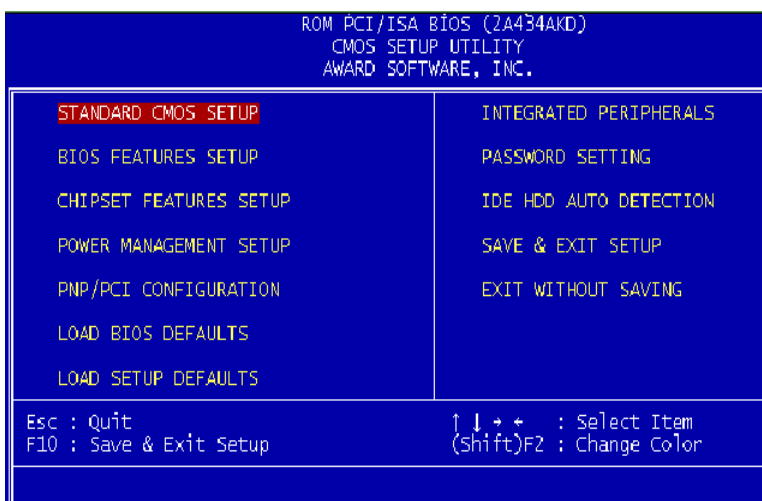 ROM PCI/ISA BIOS (2A434AKD)
CMOS SETUP UTILITY
AWARD SOFTWARE, INC.
STANDARD CMOS SETUP
BIOS FEATURES SETUP
CHIPSET FEATURES SETUP
POWER MANAGEMENT SETUP
PNP/PCI CONFIGURATION
LOAD BIOS DEFAULTS
LOAD SETUP DEFAULTS
INTEGRATED PERIPHERALS
PASSWORD SETTING
IDE HDD AUTO DETECTION
SAVE & EXIT SETUP
EXIT WITHOUT SAVING
Esc : Quit
F10 : Save & Exit Setup
↑ ↓ → ← : Select Item
(Shift)F2 : Change Color